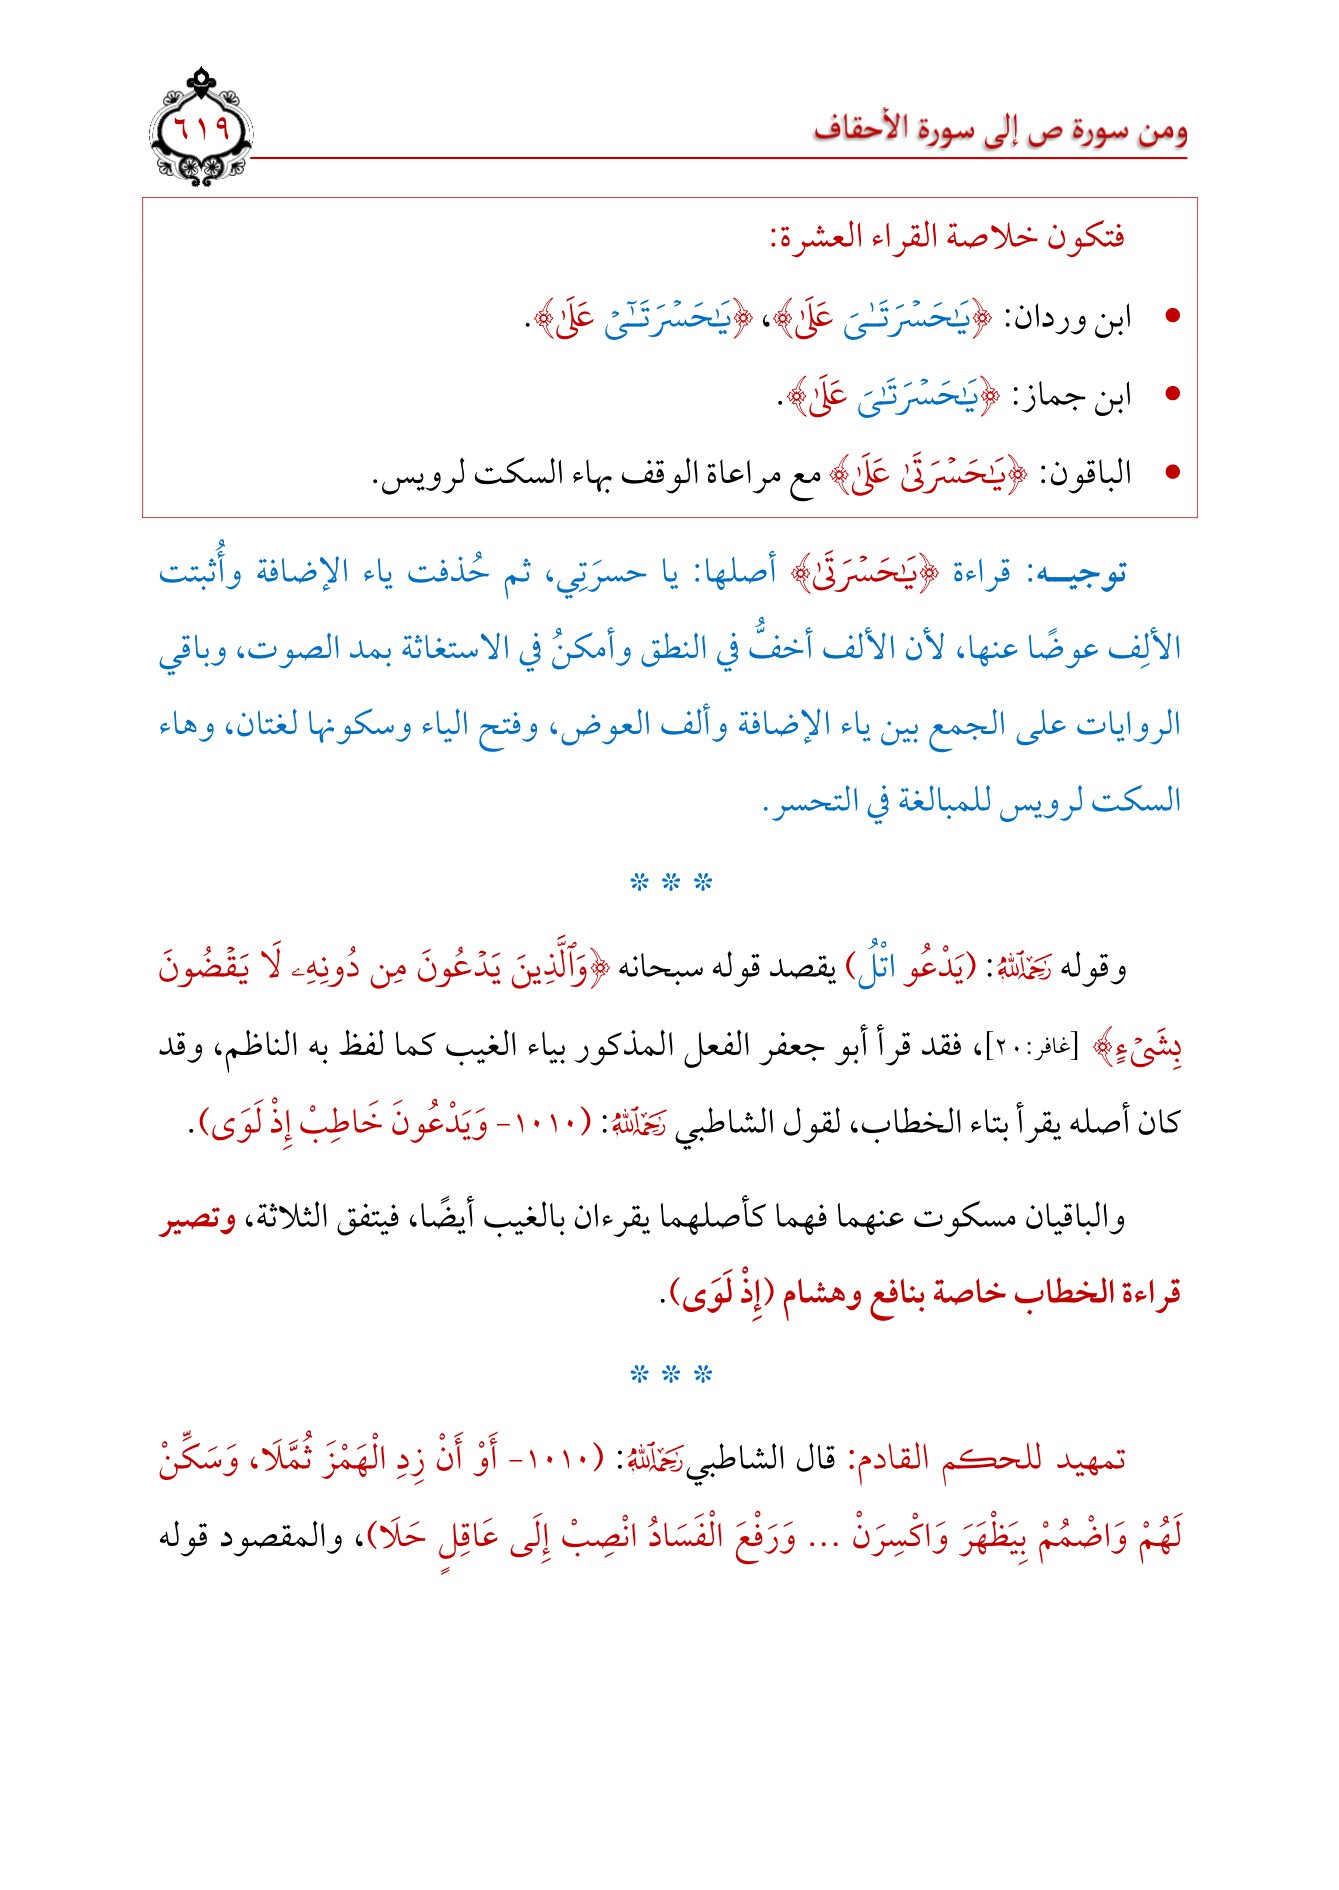 ومن سورة ص إلى سورة الأحقاف
٦١٩
فتكون خلاصة القراء العشرة:
• ابن وردان: ﴿يَٰحَسۡرَتَـٰيَ عَلَىٰ﴾، ﴿يَٰحَسۡرَتَـٰٓيۡ عَلَىٰ﴾.
• ابن جماز: ﴿يَٰحَسۡرَتَـٰيَ عَلَىٰ﴾.
• الباقون: ﴿يَٰحَسۡرَتَىٰ عَلَىٰ﴾ مع مراعاة الوقف بهاء السكت لرويس.
توجيـــه: قراءة ﴿يَٰحَسۡرَتَىٰ﴾ أصلها: يا حسرَتِي، ثم حُذفت ياء الإضافة وأُثبتت
الألِف عوضًا عنها، لأن الألف أخفُّ في النطق وأمكنُ في الاستغاثة بمد الصوت، وباقي
الروايات على الجمع بين ياء الإضافة وألف العوض، وفتح الياء وسكونها لغتان، وهاء
السكت لرويس للمبالغة في التحسر.
* * *
وقوله رَحِمَهُ ٱللَّهُ: (يَدْعُو اتْلُ) يقصد قوله سبحانه ﴿وَٱلَّذِينَ يَدۡعُونَ مِن دُونِهِۦ لَا يَقۡضُونَ
بِشَيۡءٍ﴾ [غافر:٢٠]، فقد قرأ أبو جعفر الفعل المذكور بياء الغيب كما لفظ به الناظم، وقد
كان أصله يقرأ بتاء الخطاب، لقول الشاطبي رَحِمَهُ ٱللَّهُ: (١٠١٠- وَيَدْعُونَ خَاطِبْ إِذْ لَوَى).
والباقيان مسكوت عنهما فهما كأصلهما يقرءان بالغيب أيضًا، فيتفق الثلاثة، وتصير
قراءة الخطاب خاصة بنافع وهشام (إِذْ لَوَى).
* * *
تمهيد للحكم القادم: قال الشاطبي رَحِمَهُ ٱللَّهُ: (١٠١٠- أَوْ أَنْ زِدِ الْهَمْزَ ثُمَّلَا، وَسَكِّنْ
لَهُمْ وَاضْمُمْ بِيَظْهَرَ وَاكْسِرَنْ ... وَرَفْعَ الْفَسَادُ انْصِبْ إِلَى عَاقِلٍ حَلَا)، والمقصود قوله